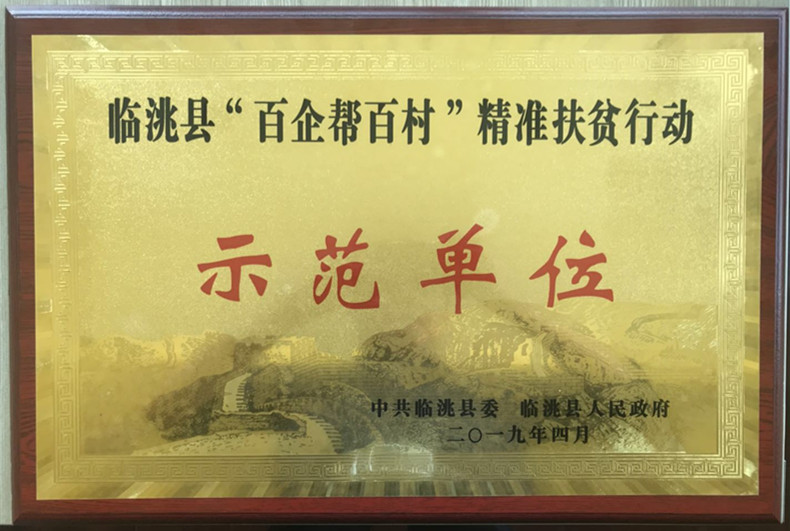 临洮县“百企帮百村”精准扶贫行动
示范单位
中共临洮县委 临洮县人民政府
二〇一九年四月